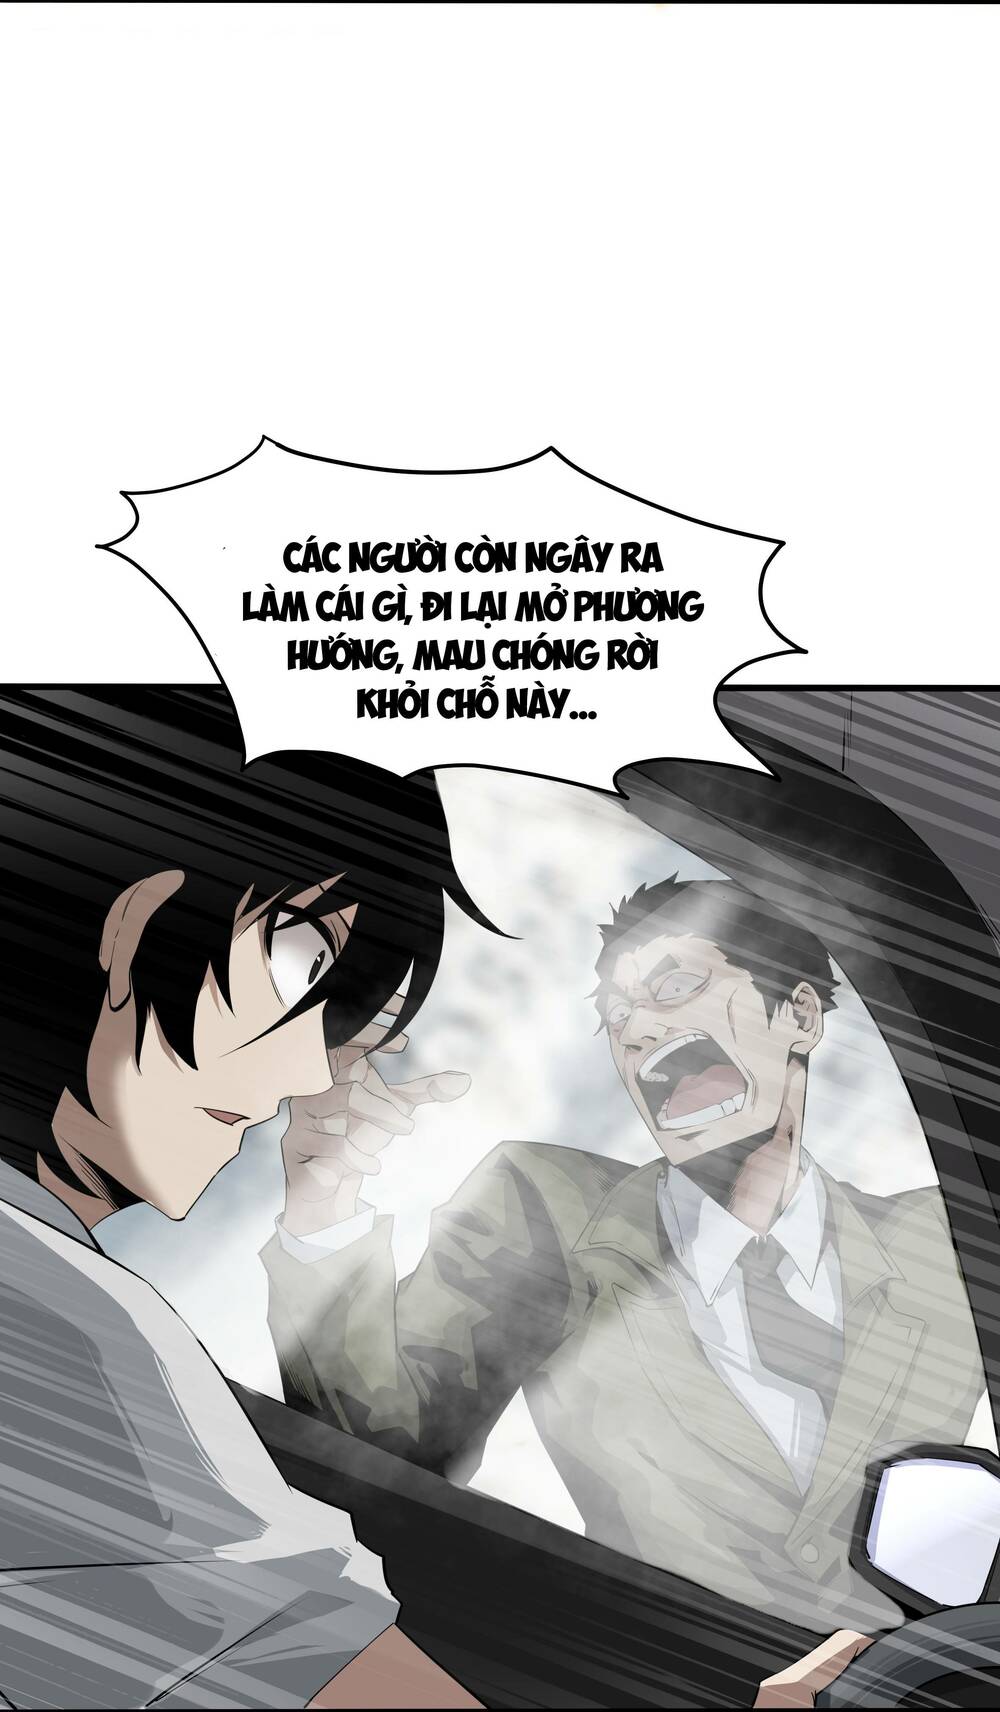 CÁC NGƯỜI CÒN NGÂY RA
LÀM CÁI GÌ, ĐI LẠI MỞ PHƯƠNG
HƯỚNG, MAU CHÓNG RỜI
KHỎI CHỖ NÀY...